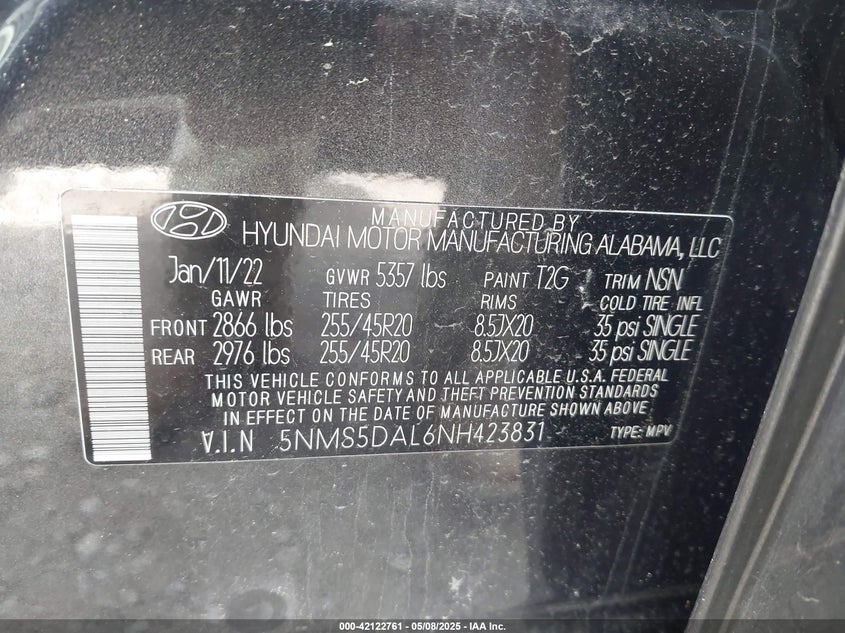 MANUFACTURED BY
HYUNDAI MOTOR MANUFACTURING ALABAMA, LLC
Jan/11/22 GVWR 5357 lbs PAINT T2G TRIM NSN
GAWR TIRES RIMS COLD TIRE INFL
FRONT 2866 lbs 255/45R20 8.5JX20 35 psi SINGLE
REAR 2976 lbs 255/45R20 8.5JX20 35 psi SINGLE
THIS VEHICLE CONFORMS TO ALL APPLICABLE U.S.A. FEDERAL
MOTOR VEHICLE SAFETY AND THEFT PREVENTION STANDARDS
IN EFFECT ON THE DATE OF MANUFACTURE SHOWN ABOVE
V.I.N 5NMS5DAL6NH423831 TYPE: MPV
000-42122761 - 05/08/2025 - IAA Inc.